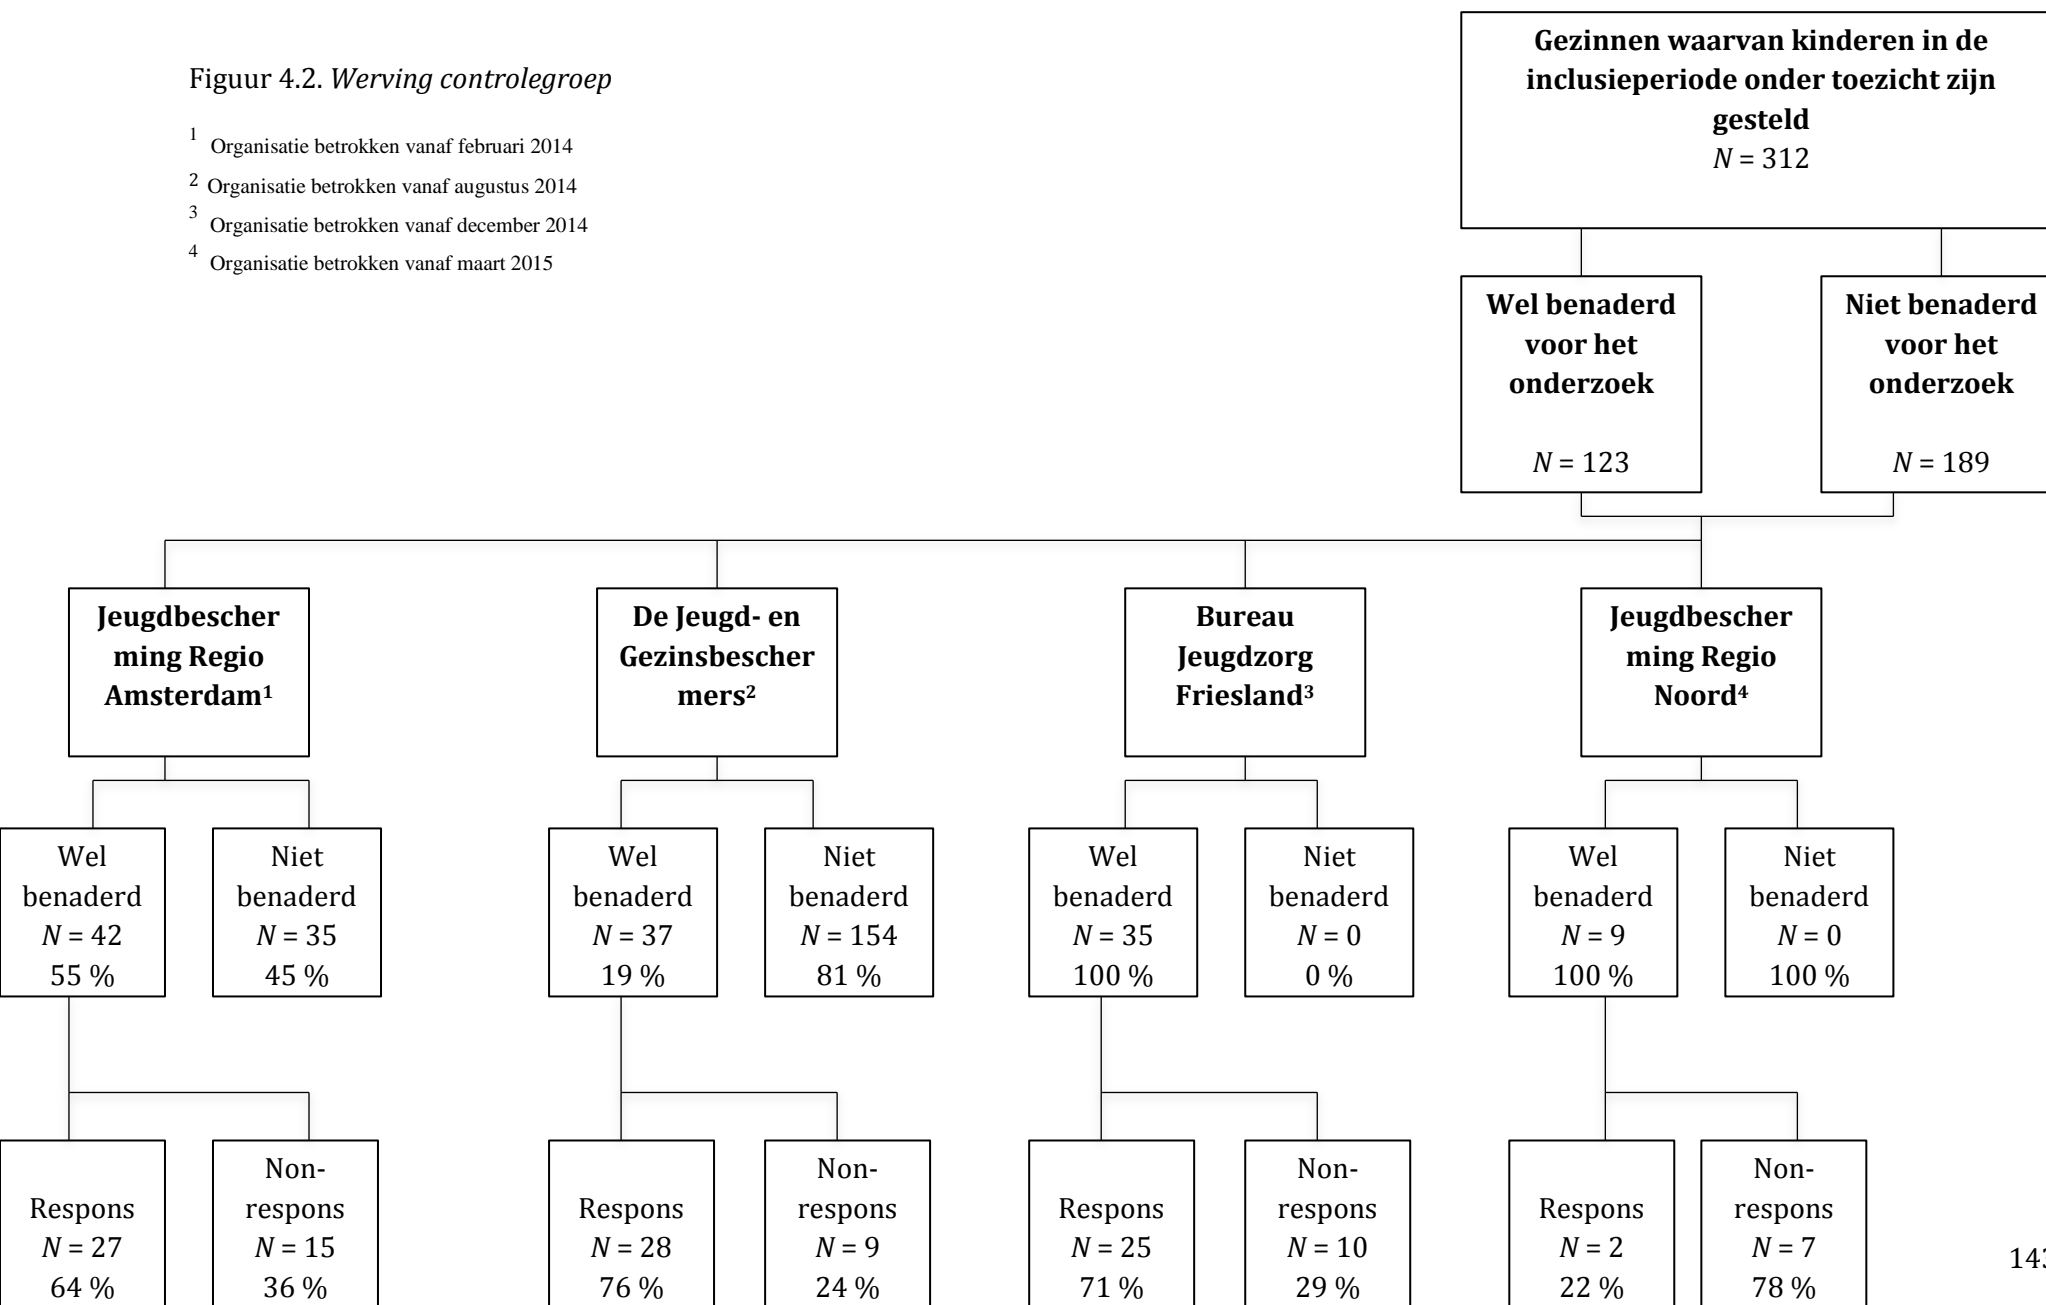 Figuur 4.2. Werving controlegroep
1 Organisatie betrokken vanaf februari 2014
2 Organisatie betrokken vanaf augustus 2014
3 Organisatie betrokken vanaf december 2014
4 Organisatie betrokken vanaf maart 2015
Gezinnen waarvan kinderen in de
inclusieperiode onder toezicht zijn
gesteld
N = 312
Wel benaderd
voor het
onderzoek
N = 123
Niet benaderd
voor het
onderzoek
N = 189
Jeugdbescher
ming Regio
Amsterdam1
De Jeugd- en
Gezinsbescher
mers2
Bureau
Jeugdzorg
Friesland3
Jeugdbescher
ming Regio
Noord4
Wel
benaderd
N = 42
55 %
Niet
benaderd
N = 35
45 %
Wel
benaderd
N = 37
19 %
Niet
benaderd
N = 154
81 %
Wel
benaderd
N = 35
100 %
Niet
benaderd
N = 0
0 %
Wel
benaderd
N = 9
100 %
Niet
benaderd
N = 0
100 %
Respons
N = 27
64 %
Non-
respons
N = 15
36 %
Respons
N = 28
76 %
Non-
respons
N = 9
24 %
Respons
N = 25
71 %
Non-
respons
N = 10
29 %
Respons
N = 2
22 %
Non-
respons
N = 7
78 %
143